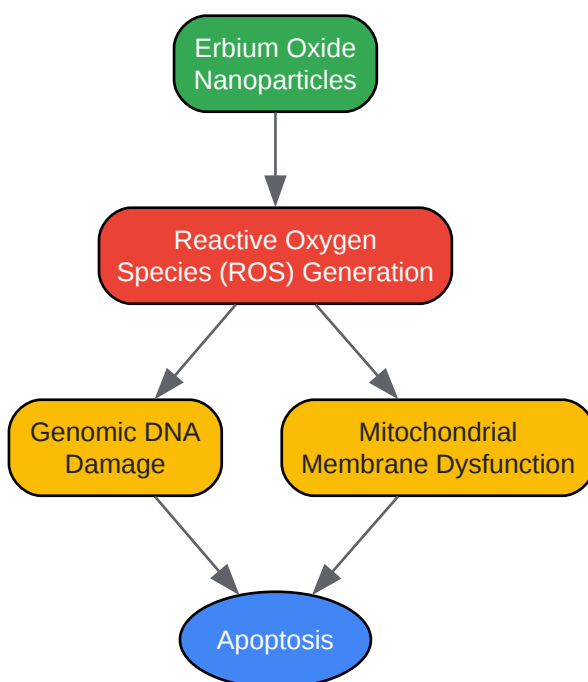 Erbium Oxide
Nanoparticles
Reactive Oxygen
Species (ROS) Generation
Genomic DNA
Damage
Mitochondrial
Membrane Dysfunction
Apoptosis